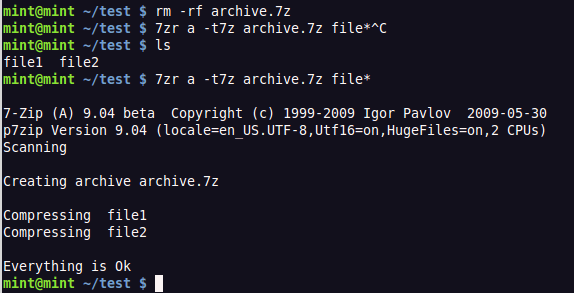 mint@mint ~/test $ rm -rf archive.7z
mint@mint ~/test $ 7zr a -t7z archive.7z file*^C
mint@mint ~/test $ ls
file1  file2
mint@mint ~/test $ 7zr a -t7z archive.7z file*
7-Zip (A) 9.04 beta  Copyright (c) 1999-2009 Igor Pavlov  2009-05-30
p7zip Version 9.04 (locale=en_US.UTF-8,Utf16=on,HugeFiles=on,2 CPUs)
Scanning
Creating archive archive.7z
Compressing  file1
Compressing  file2
Everything is Ok
mint@mint ~/test $